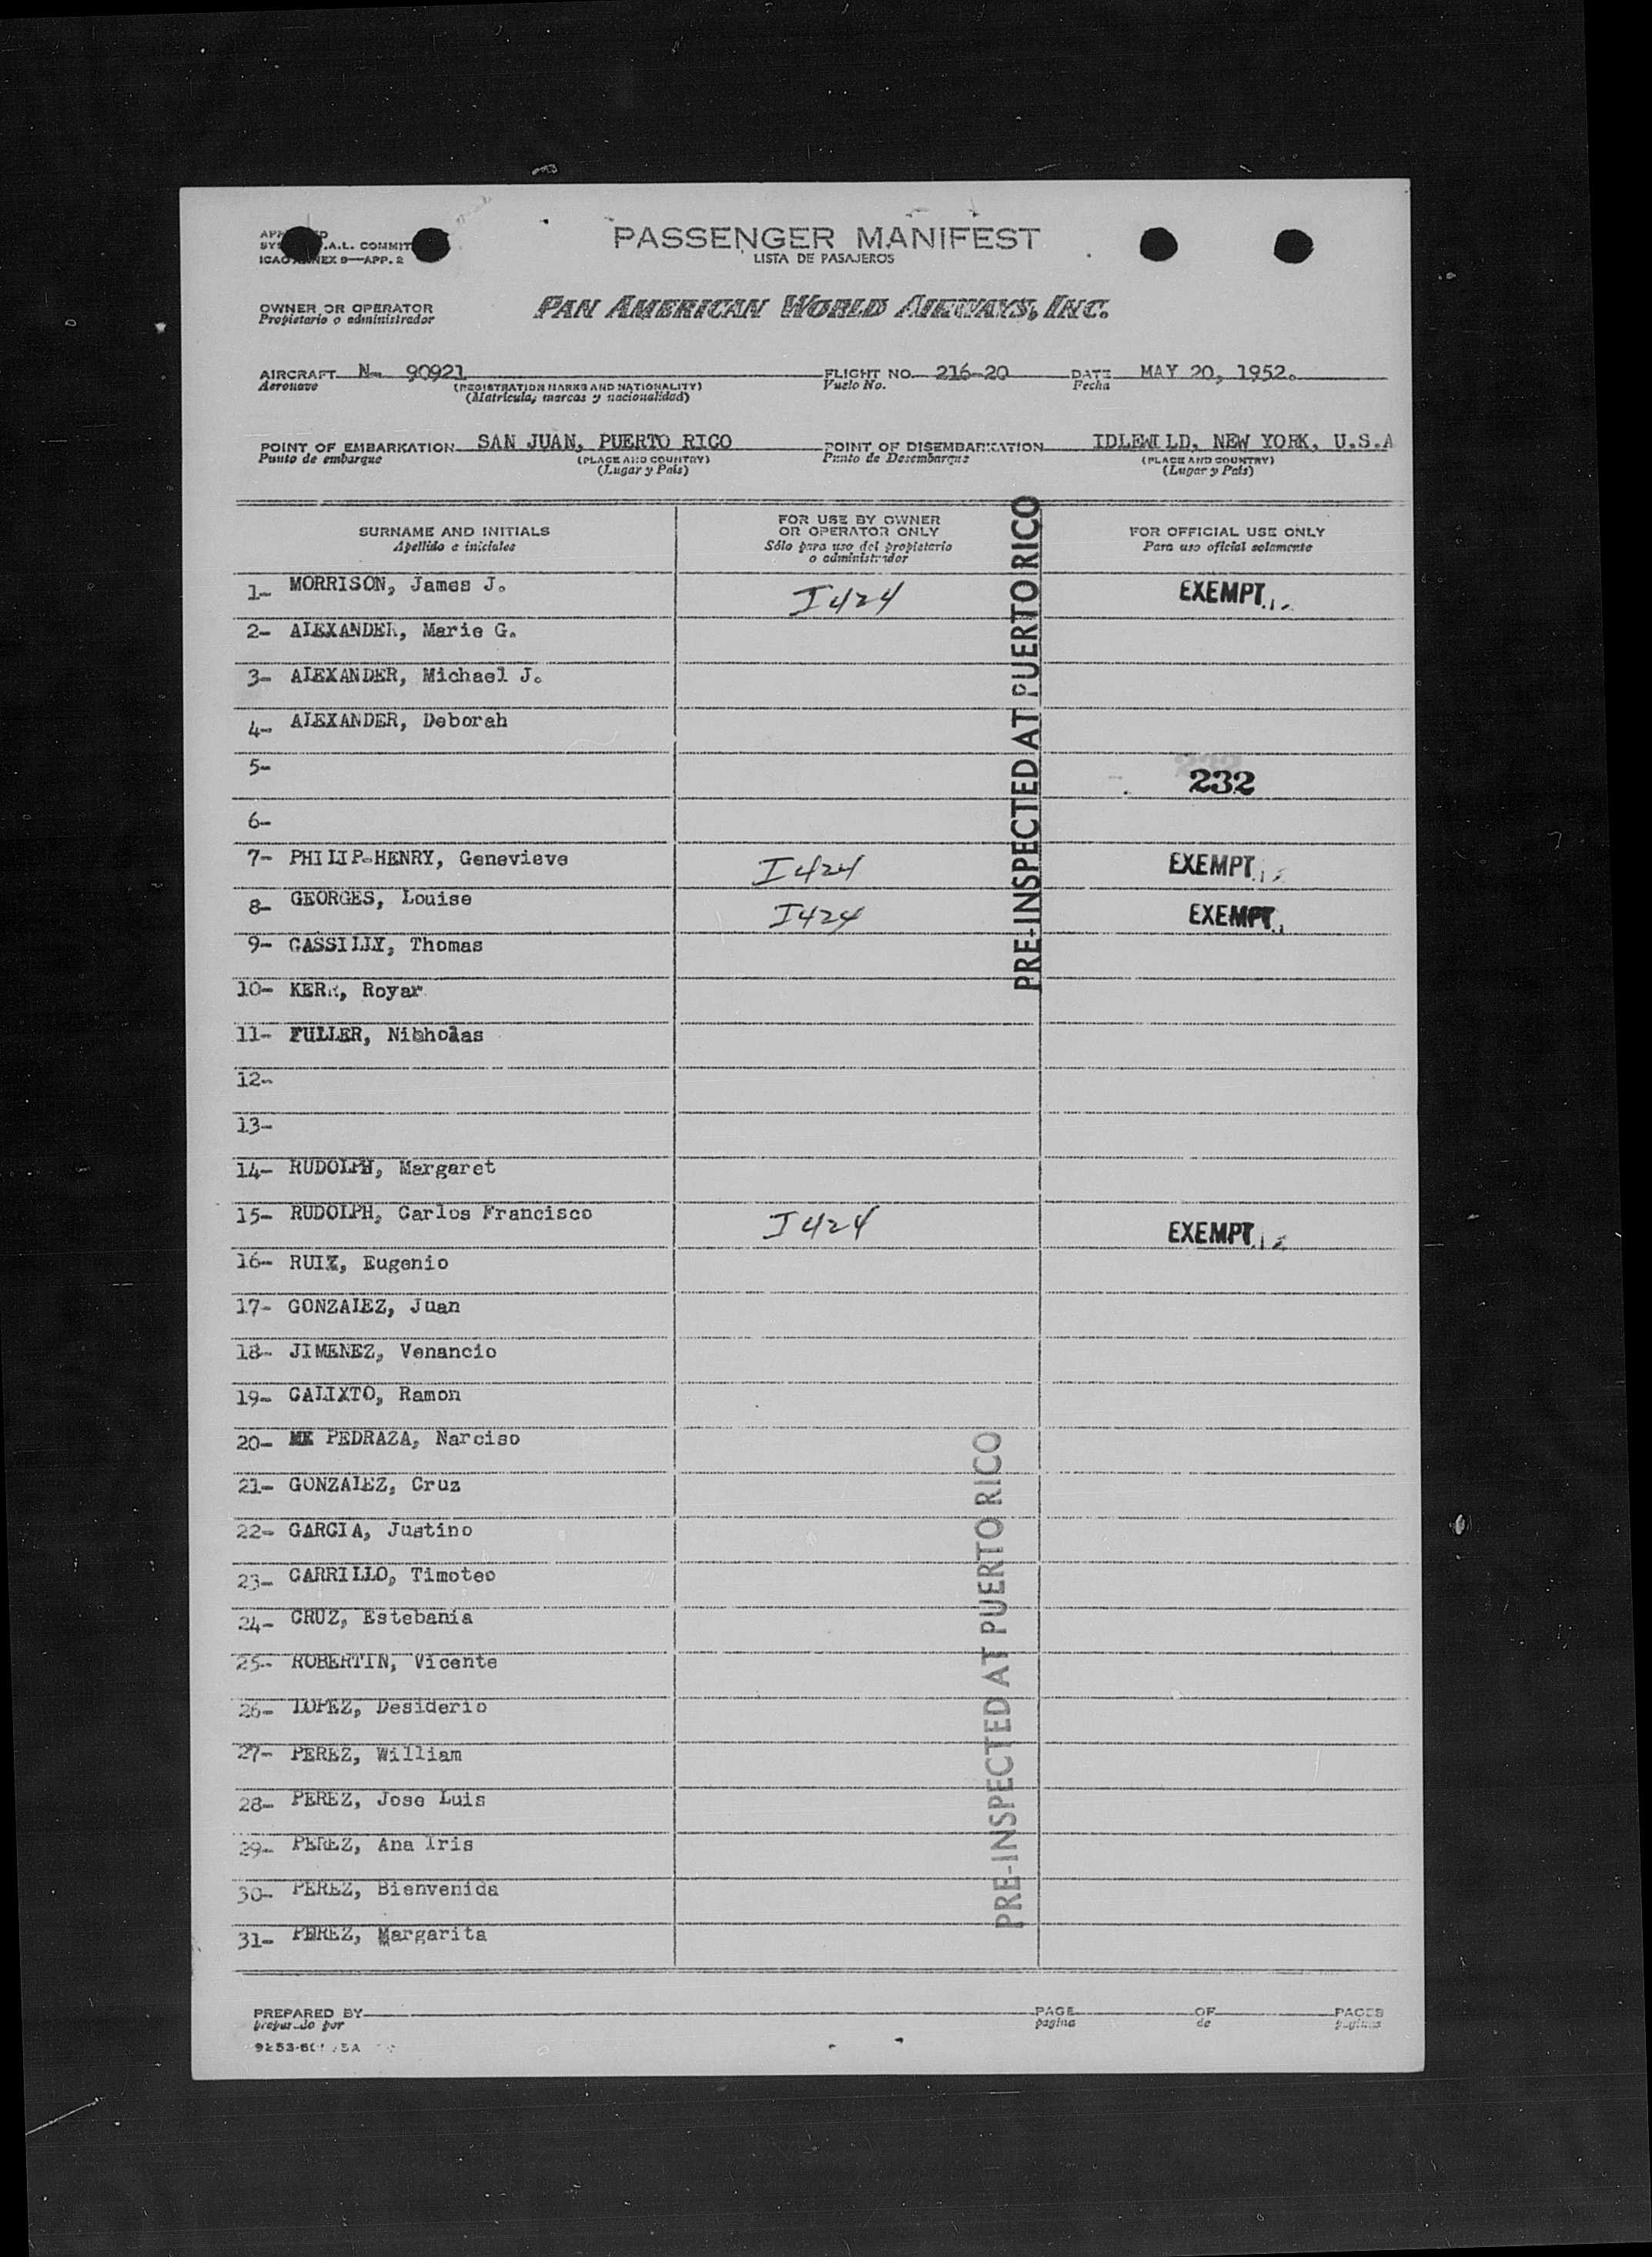 PASSENGER MANIFEST
LISTA DE PASAJEROS
.A.L. COMMIT
ICAO ANNEX 9—APP. 2
OWNER OR OPERATOR
Propietario o administrador
PAN AMERICAN WORLD AIRWAYS, INC.
AIRCRAFT N- 90921 FLIGHT NO. 216-20 DATE MAY 20, 1952.
Aeronave (REGISTRATION MARKS AND NATIONALITY) Vuelo No. Fecha
(Matrícula, marcas y nacionalidad)
POINT OF EMBARKATION SAN JUAN, PUERTO RICO POINT OF DISEMBARKATION IDLEWILD, NEW YORK, U.S.A
Punto de embarque (PLACE AND COUNTRY) Punto de Desembarque (PLACE AND COUNTRY)
(Lugar y País) (Lugar y País)
SURNAME AND INITIALS FOR USE BY OWNER OR OPERATOR ONLY FOR OFFICIAL USE ONLY
Apellido e iniciales Sólo para uso del propietario o administrador Para uso oficial solamente
1- MORRISON, James J. I424 EXEMPT
2- ALEXANDER, Marie G.
3- ALEXANDER, Michael J.
4- ALEXANDER, Deborah
5-
232
6-
7- PHILIP-HENRY, Genevieve I424 EXEMPT
8- GEORGES, Louise I424 EXEMPT
9- CASSILLY, Thomas
10- KERR, Royar
11- FULLER, Nibholas
12-
13-
14- RUDOLPH, Margaret
15- RUDOLPH, Carlos Francisco I424 EXEMPT
16- RUIZ, Eugenio
17- GONZALEZ, Juan
18- JIMENEZ, Venancio
19- CALIXTO, Ramon
20- PEDRAZA, Narciso
21- GONZALEZ, Cruz
22- GARCIA, Justino
23- CARRILLO, Timoteo
24- CRUZ, Estebania
25- ROBERTIN, Vicente
26- LOPEZ, Desiderio
27- PEREZ, William
28- PEREZ, Jose Luis
29- PEREZ, Ana Iris
30- PEREZ, Bienvenida
31- PEREZ, Margarita
PRE-INSPECTED AT PUERTO RICO
PRE-INSPECTED AT PUERTO RICO
PREPARED BY PAGE OF PAGES
por pagina de paginas